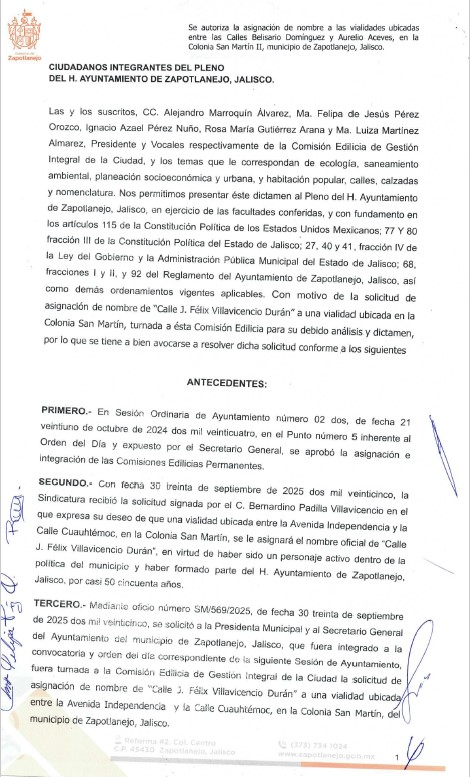 Se autoriza la asignación de nombre a las vialidades ubicadas
entre las Calles Belisario Domínguez y Aurelio Aceves, en la
Colonia San Martín II, municipio de Zapotlanejo, Jalisco.
Zapotlanejo
CIUDADANOS INTEGRANTES DEL PLENO
DEL H. AYUNTAMIENTO DE ZAPOTLANEJO, JALISCO.
Las y los suscritos, CC. Alejandro Marroquín Álvarez, Ma. Felipa de Jesús Pérez
Orozco, Ignacio Azael Pérez Nuño, Rosa María Gutiérrez Arana y Ma. Luiza Martínez
Almarez, Presidente y Vocales respectivamente de la Comisión Edilicia de Gestión
Integral de la Ciudad, y los temas que le correspondan de ecología, saneamiento
ambiental, planeación socioeconómica y urbana, y habitación popular, calles, calzadas
y nomenclatura. Nos permitimos presentar éste dictamen al Pleno del H. Ayuntamiento
de Zapotlanejo, Jalisco, en ejercicio de las facultades conferidas, y con fundamento en
los artículos 115 de la Constitución Política de los Estados Unidos Mexicanos; 77 Y 80
fracción III de la Constitución Política del Estado de Jalisco; 27, 40 y 41, fracción IV de
la Ley del Gobierno y la Administración Pública Municipal del Estado de Jalisco; 68,
fracciones I y II, y 92 del Reglamento del Ayuntamiento de Zapotlanejo, Jalisco, así
como demás ordenamientos vigentes aplicables. Con motivo de la solicitud de
asignación de nombre de “Calle J. Félix Villavicencio Durán” a una vialidad ubicada en la
Colonia San Martín, turnada a ésta Comisión Edilicia para su debido análisis y dictamen,
por lo que se tiene a bien avocarse a resolver dicha solicitud conforme a los siguientes
ANTECEDENTES:
PRIMERO.- En Sesión Ordinaria de Ayuntamiento número 02 dos, de fecha 21
veintiuno de octubre de 2024 dos mil veinticuatro, en el Punto número 5 inherente al
Orden del Día y expuesto por el Secretario General, se aprobó la asignación e
integración de las Comisiones Edilicias Permanentes.
SEGUNDO.- Con fecha 30 treinta de septiembre de 2025 dos mil veinticinco, la
Sindicatura recibió la solicitud signada por el C. Bernardino Padilla Villavicencio en el
que expresa su deseo de que una vialidad ubicada entre la Avenida Independencia y la
Calle Cuauhtémoc, en la Colonia San Martín, se le asignará el nombre oficial de “Calle
J. Félix Villavicencio Durán”, en virtud de haber sido un personaje activo dentro de la
política del municipio y haber formado parte del H. Ayuntamiento de Zapotlanejo,
Jalisco, por casi 50 cincuenta años.
TERCERO.- Mediante oficio número SM/569/2025, de fecha 30 treinta de septiembre
de 2025 dos mil veinticinco, se solicitó a la Presidenta Municipal y al Secretario General
del Ayuntamiento del municipio de Zapotlanejo, Jalisco, que fuera integrado a la
convocatoria y orden del día correspondiente de la siguiente Sesión de Ayuntamiento,
fuera turnada a la Comisión Edilicia de Gestión Integral de la Ciudad la solicitud de
asignación de nombre de “Calle J. Félix Villavicencio Durán” a una vialidad ubicada
entre la Avenida Independencia y la Calle Cuauhtémoc, en la Colonia San Martín, del
municipio de Zapotlanejo, Jalisco.
Reforma #2, Col. Centro
C.P. 45430 Zapotlanejo, Jalisco
(373) 734 1024
www.zapotlanejo.gob.mx
1